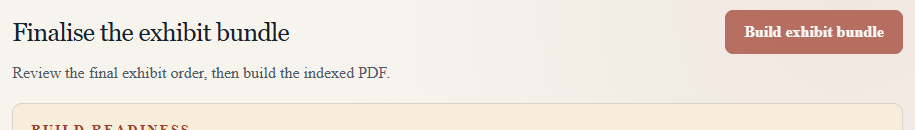 Finalise the exhibit bundle
Build exhibit bundle
Review the final exhibit order, then build the indexed PDF.
BUILD READINESS